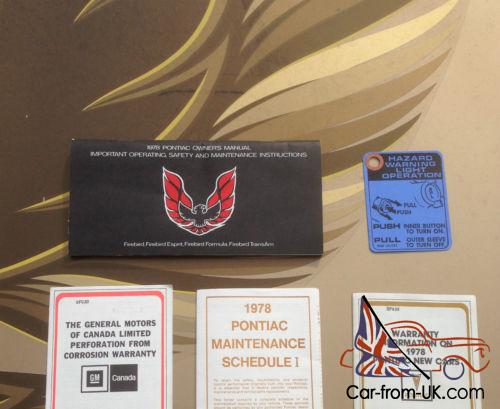 1978 PONTIAC OWNER'S MANUAL
IMPORTANT OPERATING, SAFETY AND MAINTENANCE INSTRUCTIONS
Firebird, Firebird Esprit, Firebird Formula, Firebird Trans Am
HAZARD
WARNING
LIGHT
OPERATION
PULL
PUSH
PUSH INNER BUTTON
TO TURN ON.
PULL OUTER SLEEVE
TO TURN OFF.
THE GENERAL MOTORS
OF CANADA LIMITED
PERFORATION FROM
CORROSION WARRANTY
GM Canada
1978
PONTIAC
MAINTENANCE
SCHEDULE I
WARRANTY
INFORMATION ON
1978
NEW CARS
Car-from-UK.com